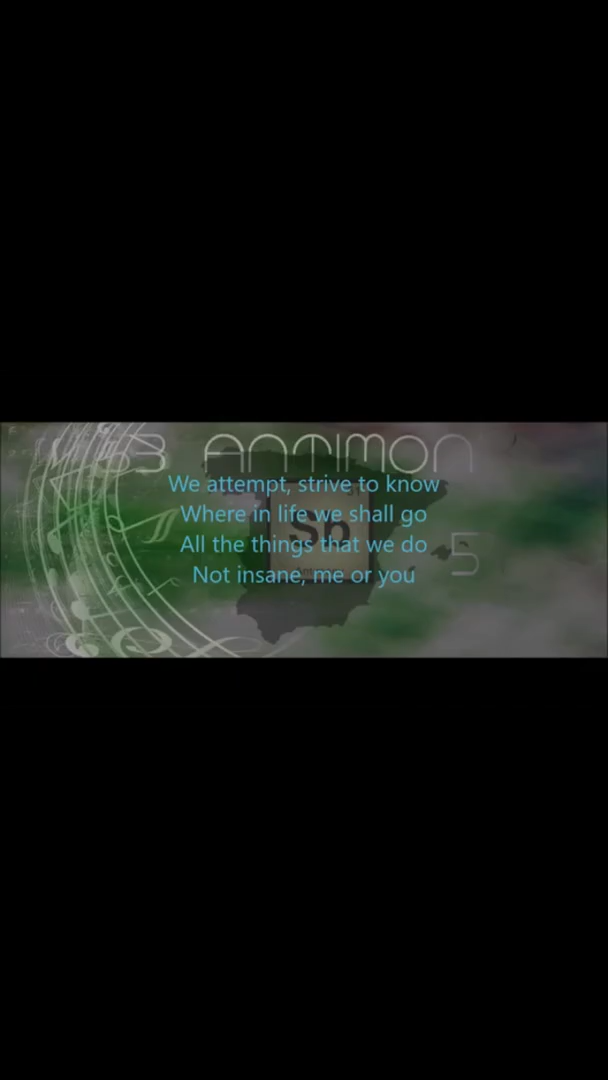 63 ANTIMON
We attempt, strive to know
Where in life we shall go
Sb
All the things that we do
5
Not insane, me or you